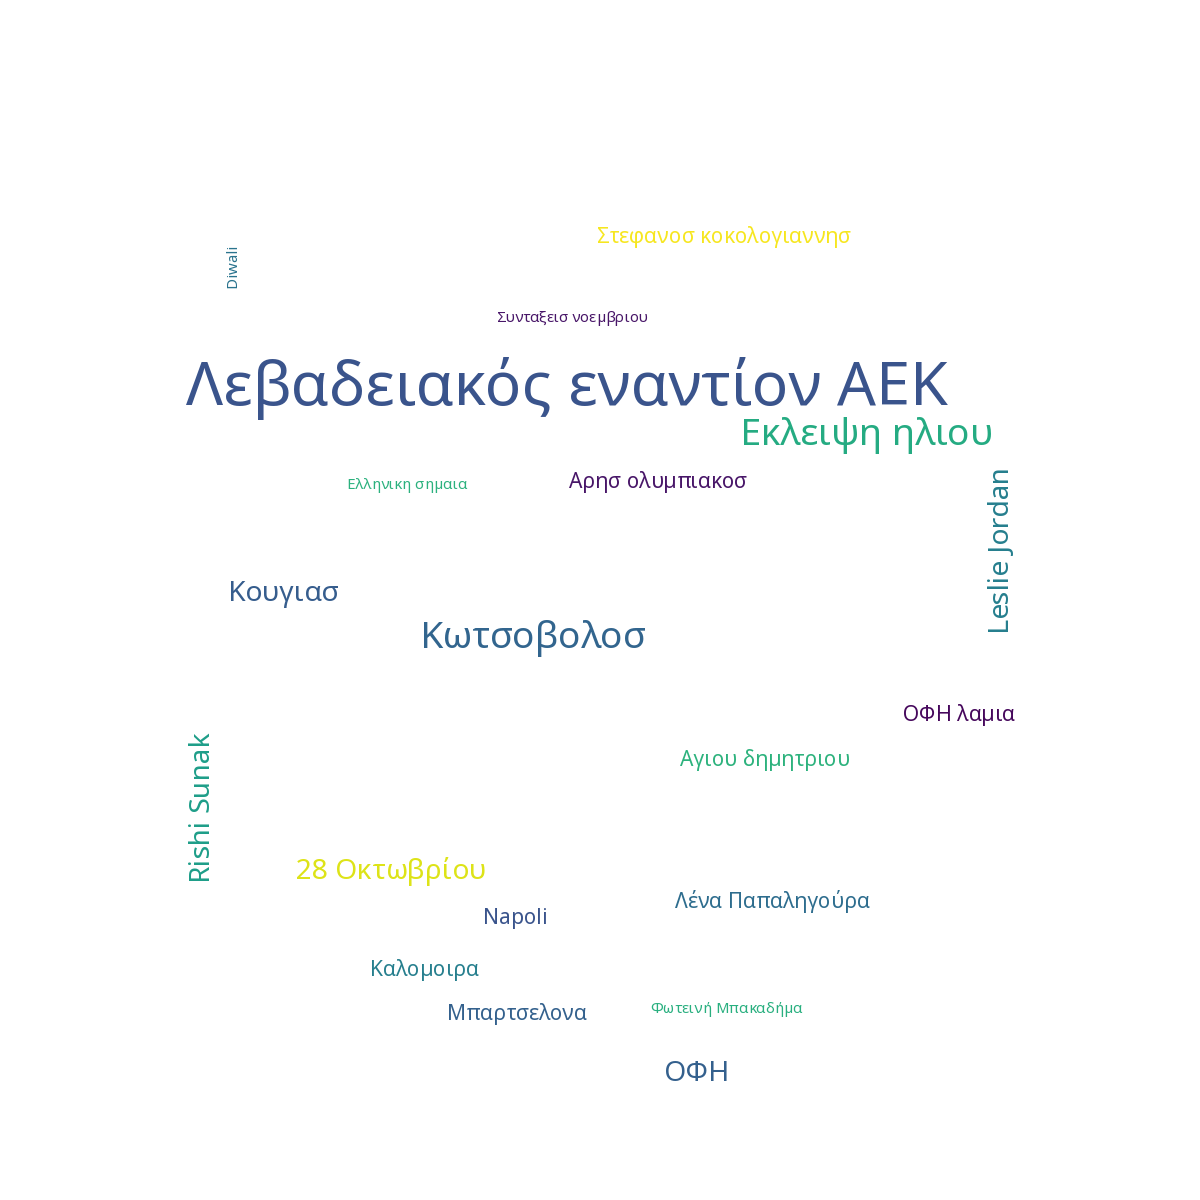 Στεφανοσ κοκολογιαννησ
Diwali
Συνταξεισ νοεμβριου
Λεβαδειακός εναντίον ΑΕΚ
Εκλειψη ηλιου
Ελληνικη σημαια
Αρησ ολυμπιακοσ
Leslie Jordan
Κουγιασ
Κωτσοβολοσ
ΟΦΗ λαμια
Αγιου δημητριου
Rishi Sunak
28 Οκτωβρίου
Λένα Παπαληγούρα
Napoli
Καλομοιρα
Μπαρτσελονα
Φωτεινή Μπακαδήμα
ΟΦΗ